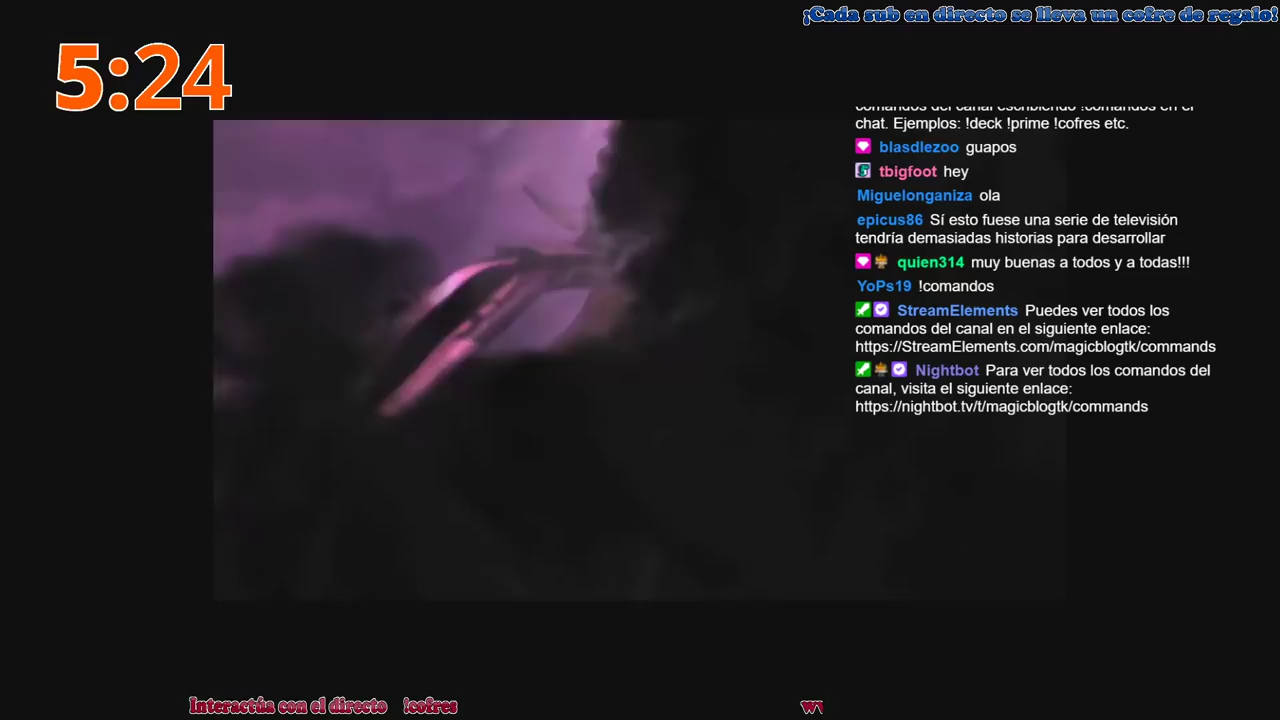 ¡Cada sub en directo se lleva un cofre de regalo!
5:24
comandos del canal escribiendo !comandos en el
chat. Ejemplos: !deck !prime !cofres etc.
blasdlezoo guapos
tbigfoot hey
Miguelonganiza ola
epicus86 Sí esto fuese una serie de televisión
tendría demasiadas historias para desarrollar
quien314 muy buenas a todos y a todas!!!
YoPs19 !comandos
StreamElements Puedes ver todos los
comandos del canal en el siguiente enlace:
https://StreamElements.com/magicblogtk/commands
Nightbot Para ver todos los comandos del
canal, visita el siguiente enlace:
https://nightbot.tv/t/magicblogtk/commands
Interactúa con el directo !cofres